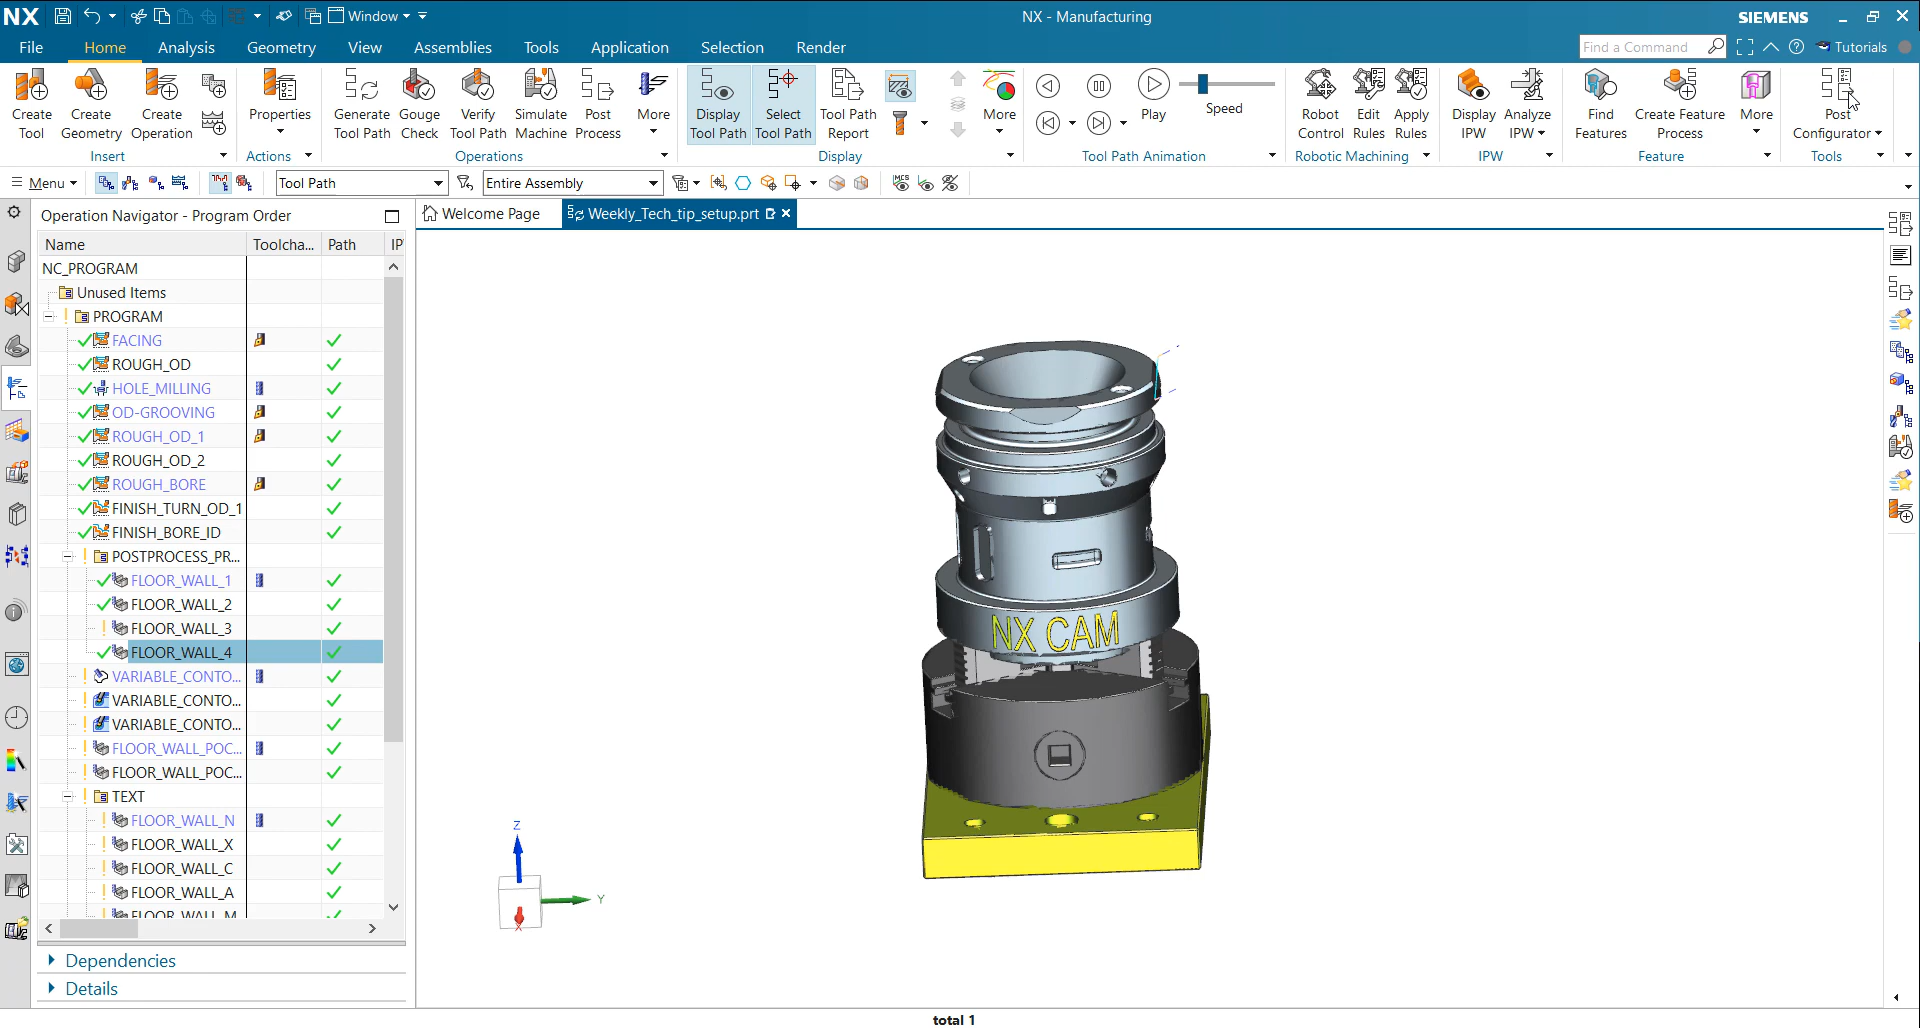 NX
Window
NX - Manufacturing
SIEMENS
File
Home
Analysis
Geometry
View
Assemblies
Tools
Application
Selection
Render
Find a Command
Tutorials
Create Tool
Create Geometry
Create Operation
Properties
Generate Tool Path
Gouge Check
Verify Tool Path
Simulate Machine
Post Process
More
Display Tool Path
Select Tool Path
Tool Path Report
More
Play
Speed
Robot Control
Edit Rules
Apply Rules
Display IPW
Analyze IPW
Find Features
Create Feature Process
More
Post Configurator
Insert
Actions
Operations
Display
Tool Path Animation
Robotic Machining
IPW
Feature
Tools
Menu
Tool Path
Entire Assembly
MCS
Operation Navigator - Program Order
Welcome Page
Weekly_Tech_tip_setup.prt
Name
Toolcha...
Path
IP
NC_PROGRAM
Unused Items
PROGRAM
FACING
ROUGH_OD
HOLE_MILLING
OD-GROOVING
ROUGH_OD_1
ROUGH_OD_2
ROUGH_BORE
FINISH_TURN_OD_1
FINISH_BORE_ID
POSTPROCESS_PR...
FLOOR_WALL_1
FLOOR_WALL_2
FLOOR_WALL_3
FLOOR_WALL_4
VARIABLE_CONTO...
VARIABLE_CONTO...
VARIABLE_CONTO...
FLOOR_WALL_POC...
FLOOR_WALL_POC...
TEXT
FLOOR_WALL_N
FLOOR_WALL_X
FLOOR_WALL_C
FLOOR_WALL_A
FLOOR_WALL_M
Dependencies
Details
NX CAM
Z
Y
X
total 1